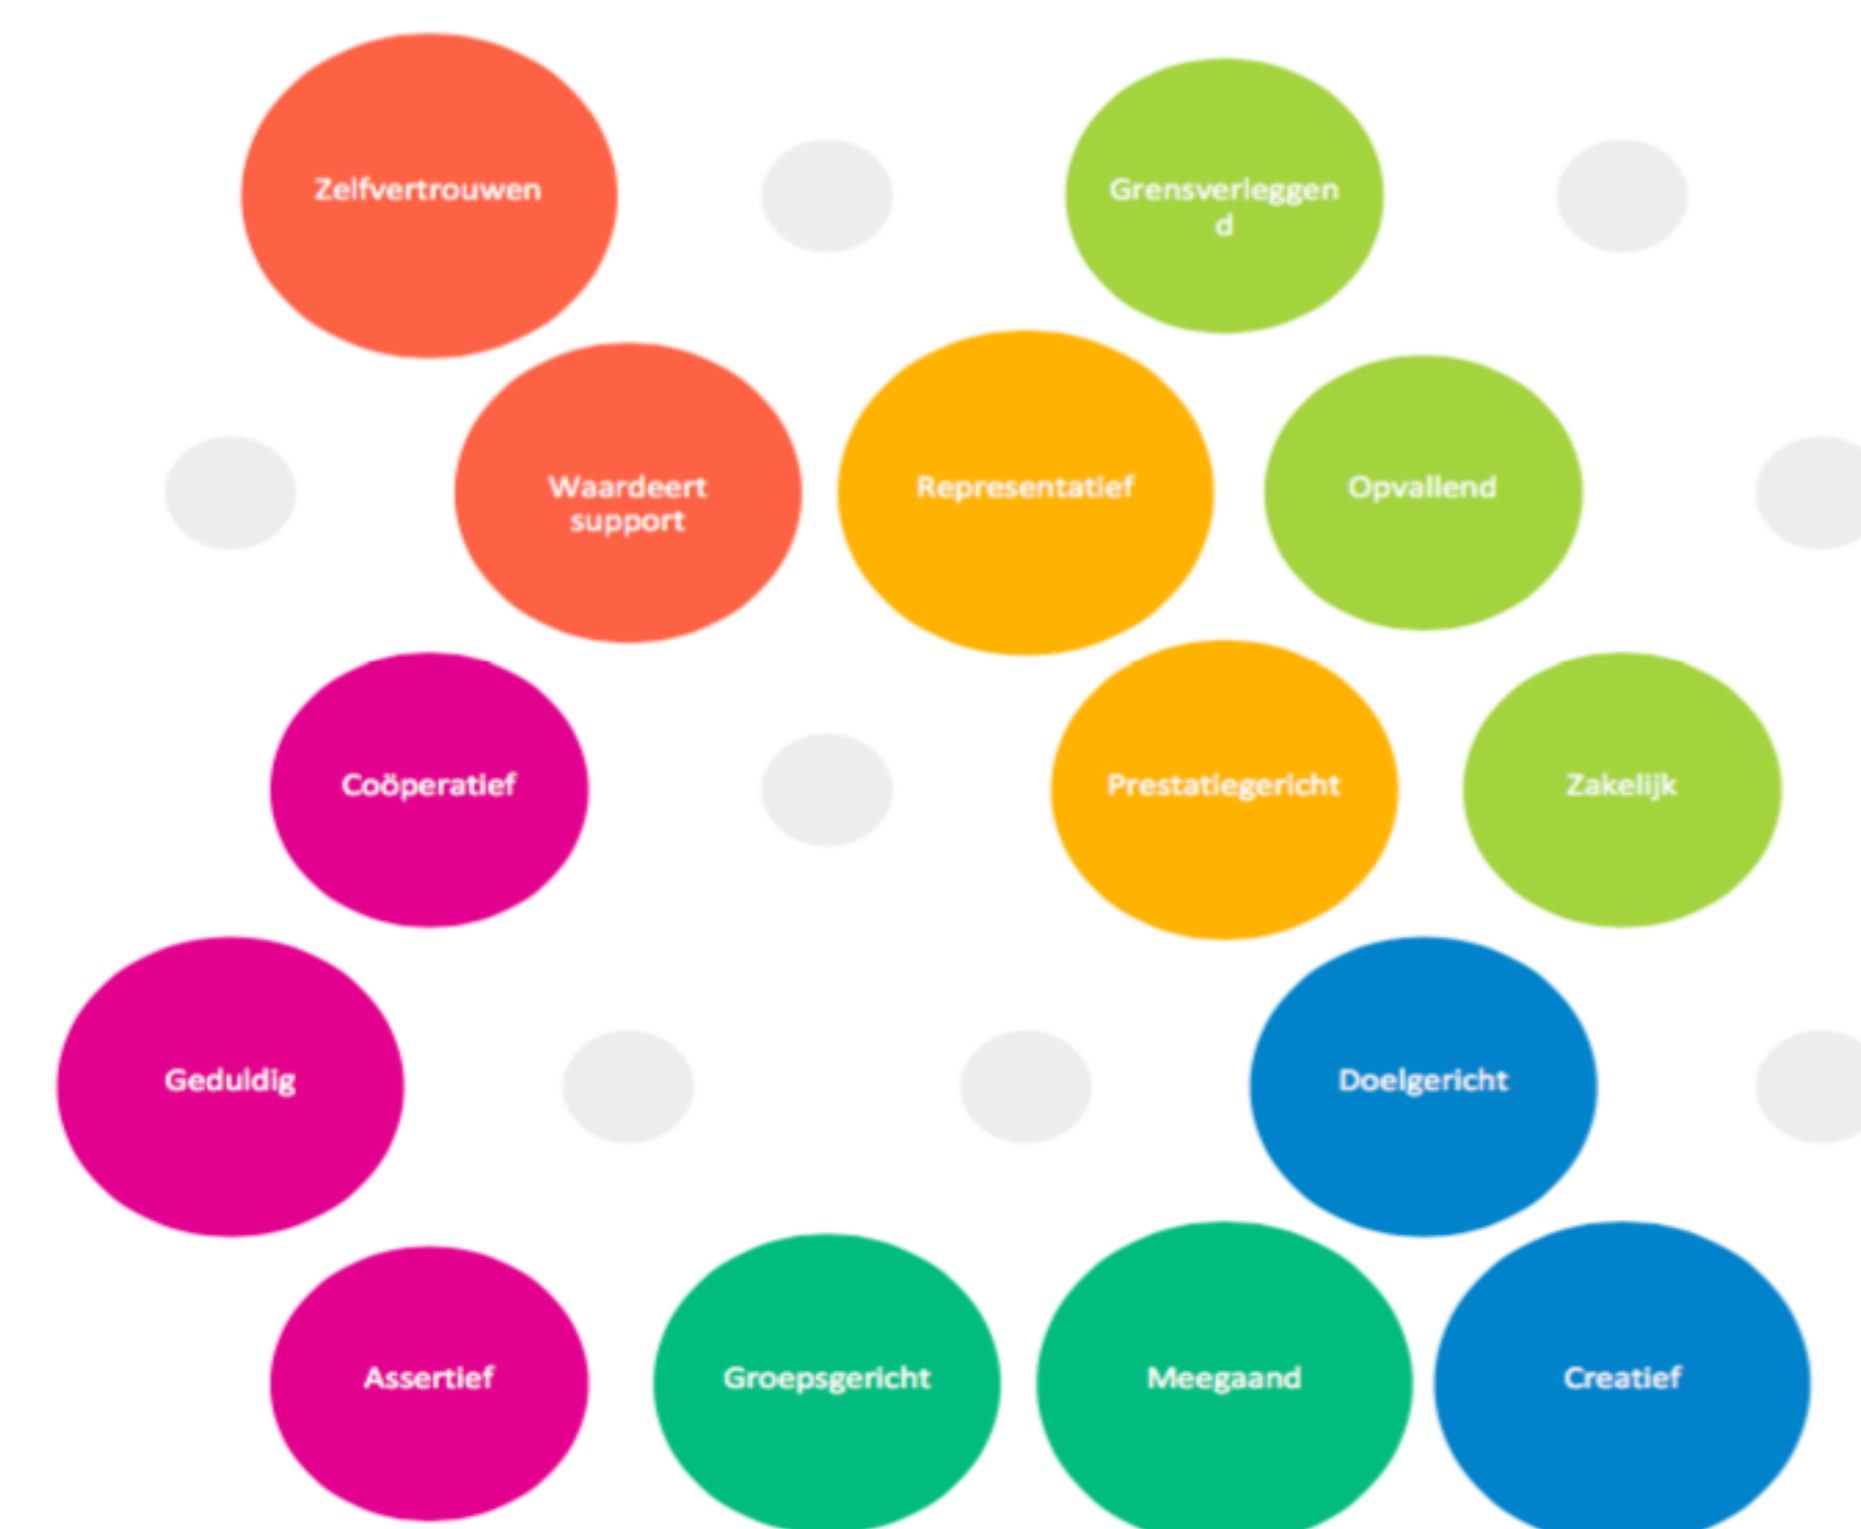 Zelfvertrouwen
Grensverleggen
d
Waardeert
support
Representatief
Opvallend
Coöperatief
Prestatiegericht
Zakelijk
Geduldig
Doelgericht
Assertief
Groepsgericht
Meegaand
Creatief